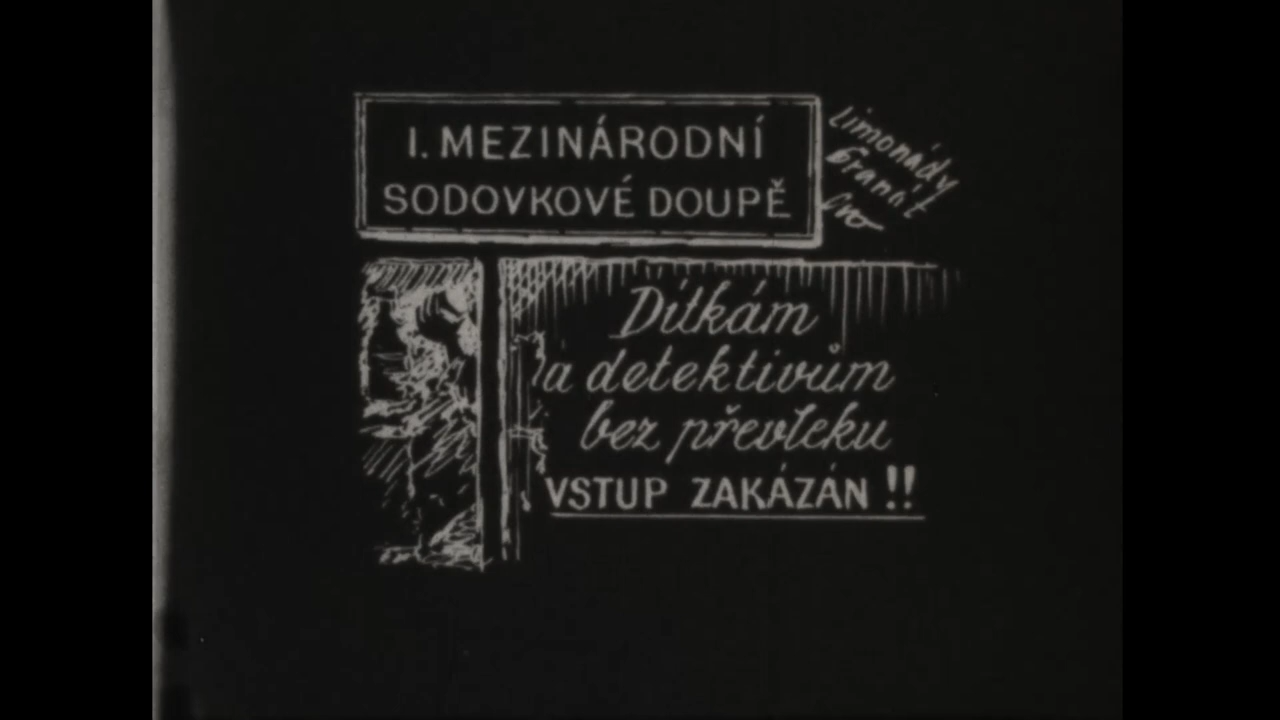 I. MEZINÁRODNÍ
SODOVKOVÉ DOUPĚ
Limonády
Granit
Dítkám
a detektivům
bez převleku
VSTUP ZAKÁZÁN !!